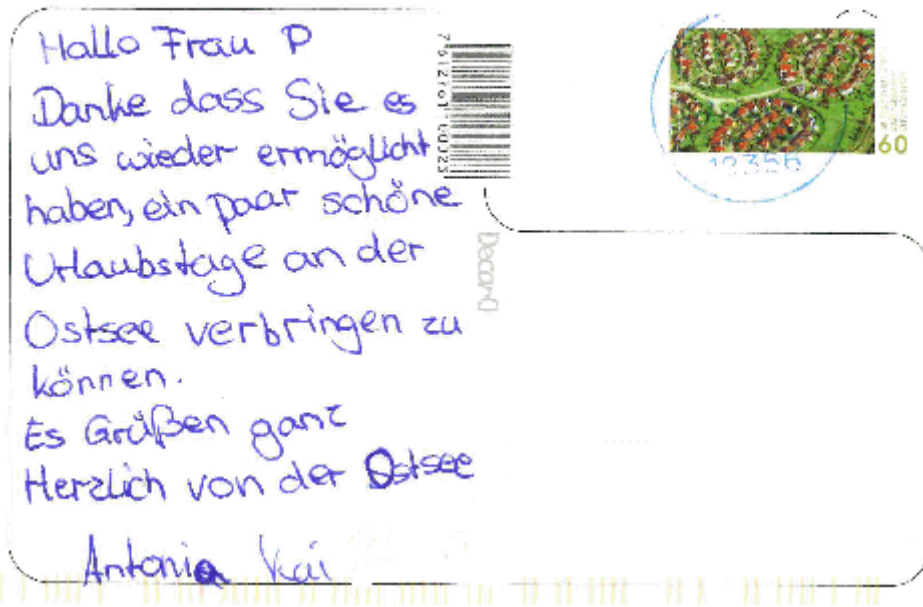 Hallo Frau P
Danke dass Sie es
uns wieder ermöglicht
haben, ein paar schöne
Urlaubstage an der
Ostsee verbringen zu
können.
Es Grüßen ganz
Herzlich von der Ostsee
Antonia Kai
60